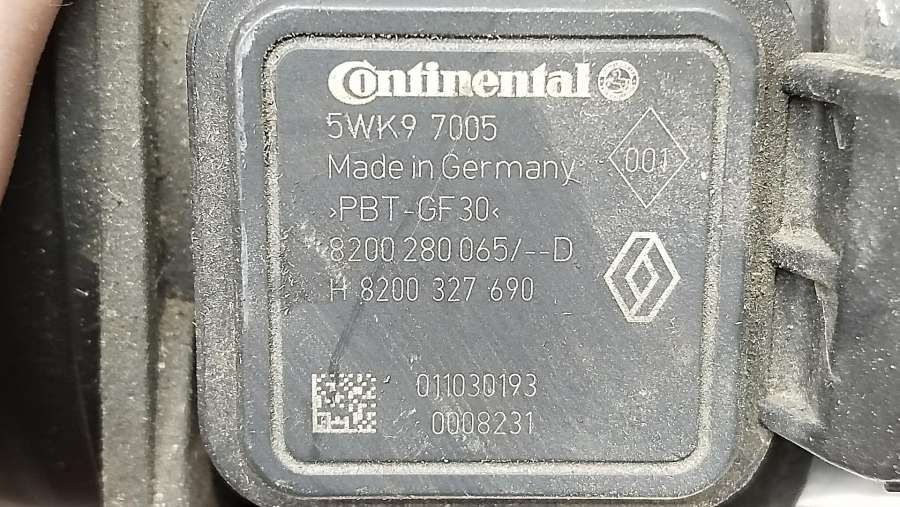 Continental
5WK9 7005
Made in Germany
001
>PBT-GF30<
8200 280 065/--D
H 8200 327 690
011030193
0008231